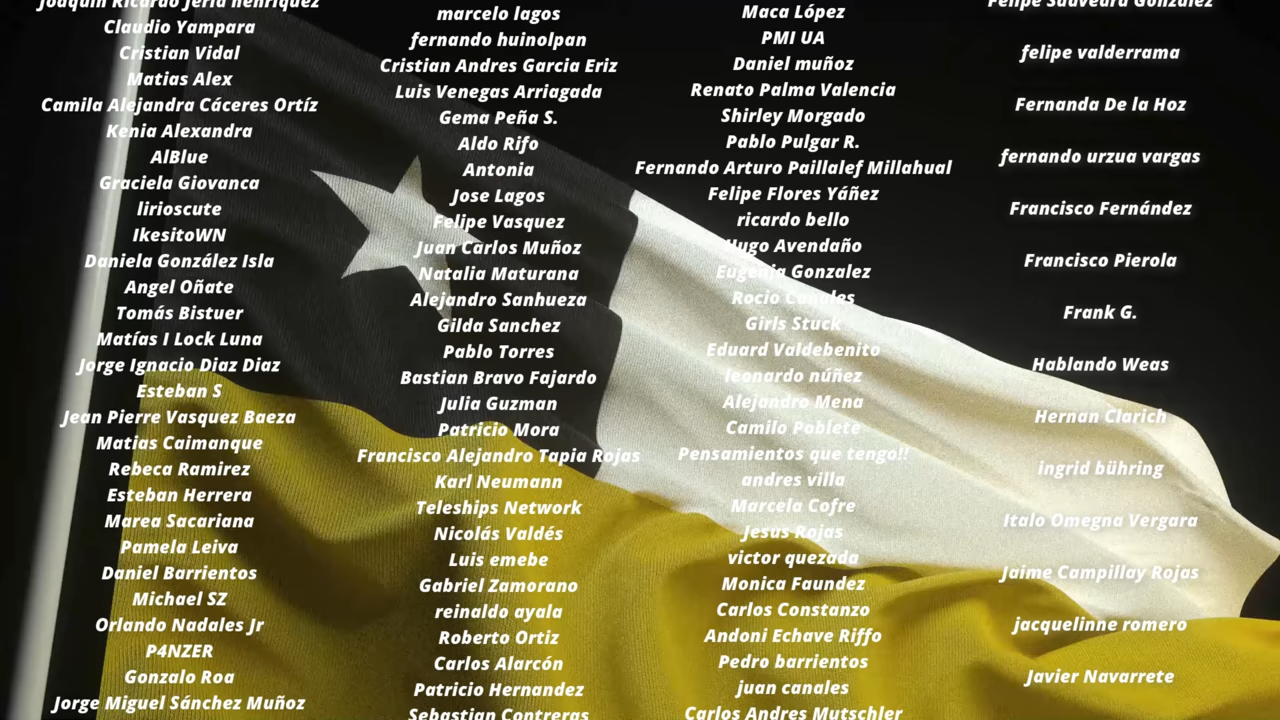 Joaquín Ricardo Jeria henríquez
Claudio Yampara
Cristian Vidal
Matias Alex
Camila Alejandra Cáceres Ortíz
Kenia Alexandra
AlBlue
Graciela Giovanca
lirioscute
IkesitoWN
Daniela González Isla
Angel Oñate
Tomás Bistuer
Matías I Lock Luna
Jorge Ignacio Diaz Diaz
Esteban S
Jean Pierre Vasquez Baeza
Matias Caimanque
Rebeca Ramirez
Esteban Herrera
Marea Sacariana
Pamela Leiva
Daniel Barrientos
Michael SZ
Orlando Nadales Jr
P4NZER
Gonzalo Roa
Jorge Miguel Sánchez Muñoz
marcelo lagos
fernando huinolpan
Cristian Andres Garcia Eriz
Luis Venegas Arriagada
Gema Peña S.
Aldo Rifo
Antonia
Jose Lagos
Felipe Vasquez
Juan Carlos Muñoz
Natalia Maturana
Alejandro Sanhueza
Gilda Sanchez
Pablo Torres
Bastian Bravo Fajardo
Julia Guzman
Patricio Mora
Francisco Alejandro Tapia Rojas
Karl Neumann
Teleships Network
Nicolás Valdés
Luis emebe
Gabriel Zamorano
reinaldo ayala
Roberto Ortiz
Carlos Alarcón
Patricio Hernandez
Sebastian Contreras
Maca López
PMI UA
Daniel muñoz
Renato Palma Valencia
Shirley Morgado
Pablo Pulgar R.
Fernando Arturo Paillalef Millahual
Felipe Flores Yáñez
ricardo bello
Hugo Avendaño
Eugenia Gonzalez
Rocio Canales
Girls Stuck
Eduard Valdebenito
leonardo núñez
Alejandro Mena
Camilo Poblete
Pensamientos que tengo!!
andres villa
Marcela Cofre
Jesus Rojas
victor quezada
Monica Faundez
Carlos Constanzo
Andoni Echave Riffo
Pedro barrientos
juan canales
Carlos Andres Mutschler
Felipe Saavedra González
felipe valderrama
Fernanda De la Hoz
fernando urzua vargas
Francisco Fernández
Francisco Pierola
Frank G.
Hablando Weas
Hernan Clarich
ingrid bühring
Italo Omegna Vergara
Jaime Campillay Rojas
jacquelinne romero
Javier Navarrete